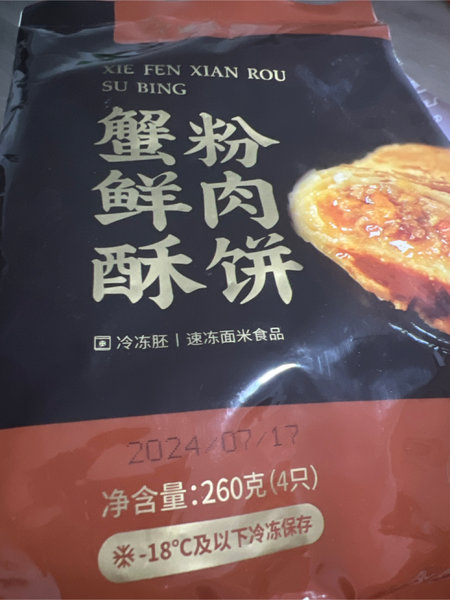 XIE FEN XIAN ROU
SU BING
蟹粉
鲜肉
酥饼
冷冻胚 | 速冻面米食品
2024/07/17
净含量:260克(4只)
-18℃及以下冷冻保存